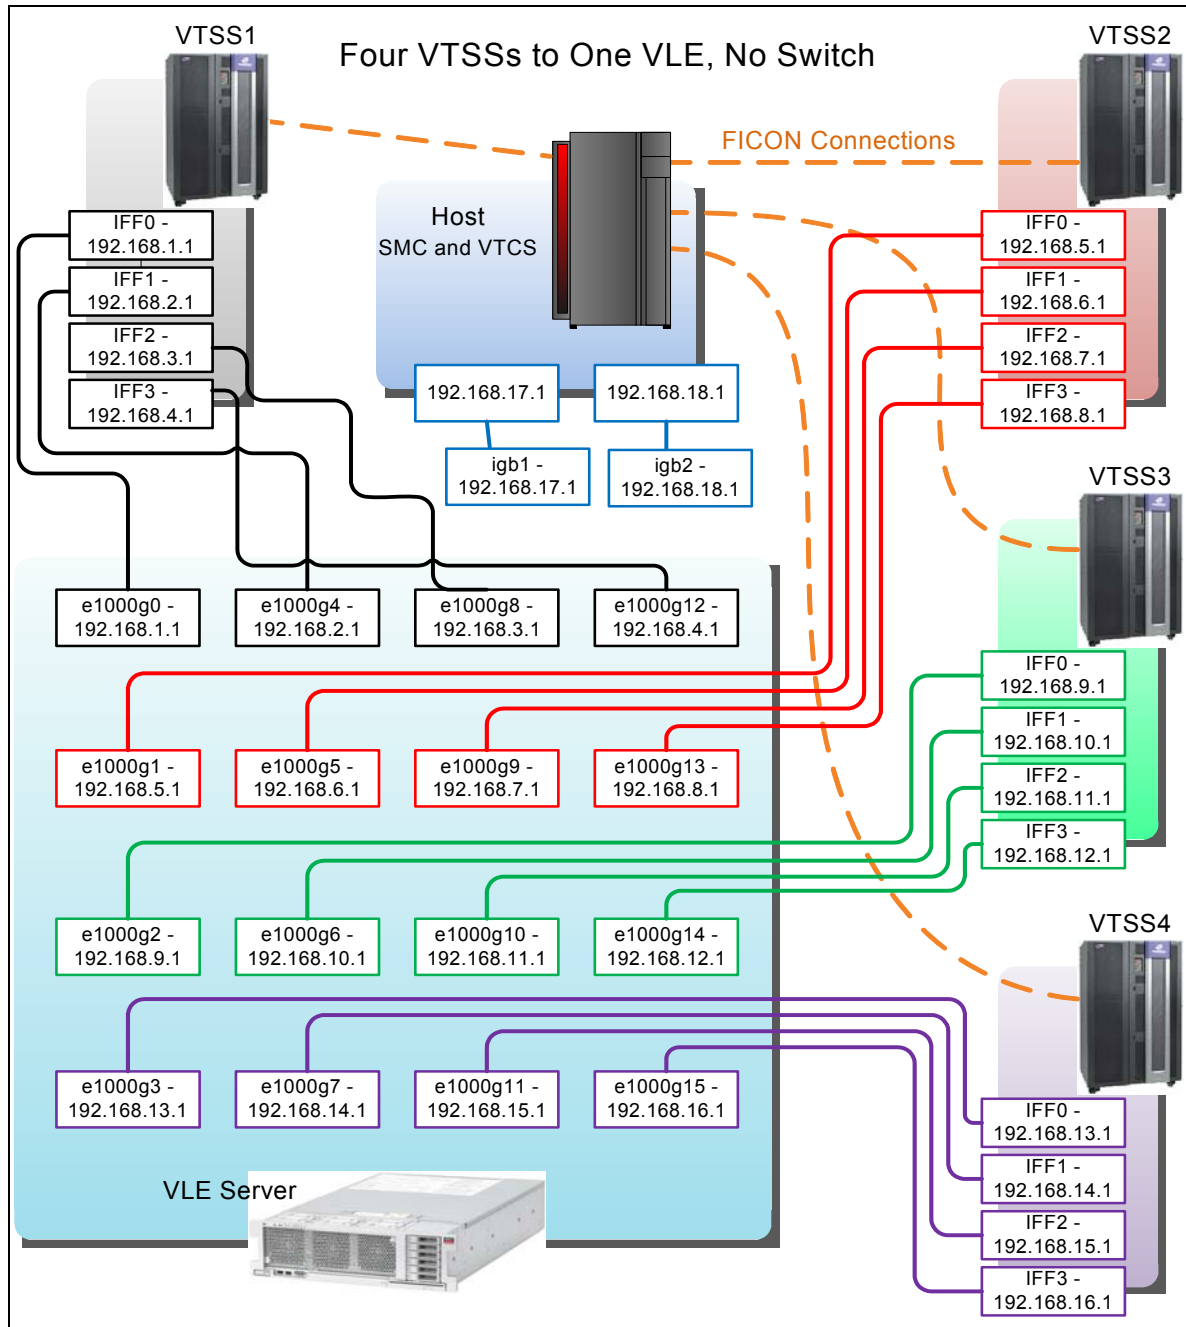 VTSS1
Four VTSSs to One VLE, No Switch
VTSS2
FICON Connections
Host
SMC and VTCS
IFF0 -
192.168.1.1
IFF1 -
192.168.2.1
IFF2 -
192.168.3.1
IFF3 -
192.168.4.1
IFF0 -
192.168.5.1
IFF1 -
192.168.6.1
IFF2 -
192.168.7.1
IFF3 -
192.168.8.1
192.168.17.1
192.168.18.1
igb1 -
192.168.17.1
igb2 -
192.168.18.1
VTSS3
e1000g0 -
192.168.1.1
e1000g4 -
192.168.2.1
e1000g8 -
192.168.3.1
e1000g12 -
192.168.4.1
IFF0 -
192.168.9.1
IFF1 -
192.168.10.1
IFF2 -
192.168.11.1
IFF3 -
192.168.12.1
e1000g1 -
192.168.5.1
e1000g5 -
192.168.6.1
e1000g9 -
192.168.7.1
e1000g13 -
192.168.8.1
e1000g2 -
192.168.9.1
e1000g6 -
192.168.10.1
e1000g10 -
192.168.11.1
e1000g14 -
192.168.12.1
VTSS4
e1000g3 -
192.168.13.1
e1000g7 -
192.168.14.1
e1000g11 -
192.168.15.1
e1000g15 -
192.168.16.1
IFF0 -
192.168.13.1
IFF1 -
192.168.14.1
IFF2 -
192.168.15.1
IFF3 -
192.168.16.1
VLE Server